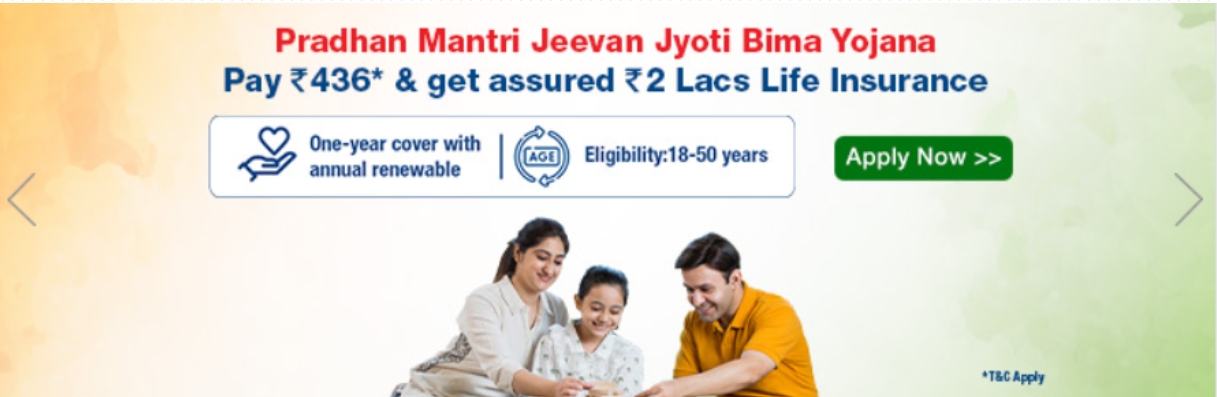 Pradhan Mantri Jeevan Jyoti Bima Yojana
Pay ₹436* & get assured ₹2 Lacs Life Insurance
One-year cover with
annual renewable
AGE
Eligibility:18-50 years
Apply Now >>
*T&C Apply